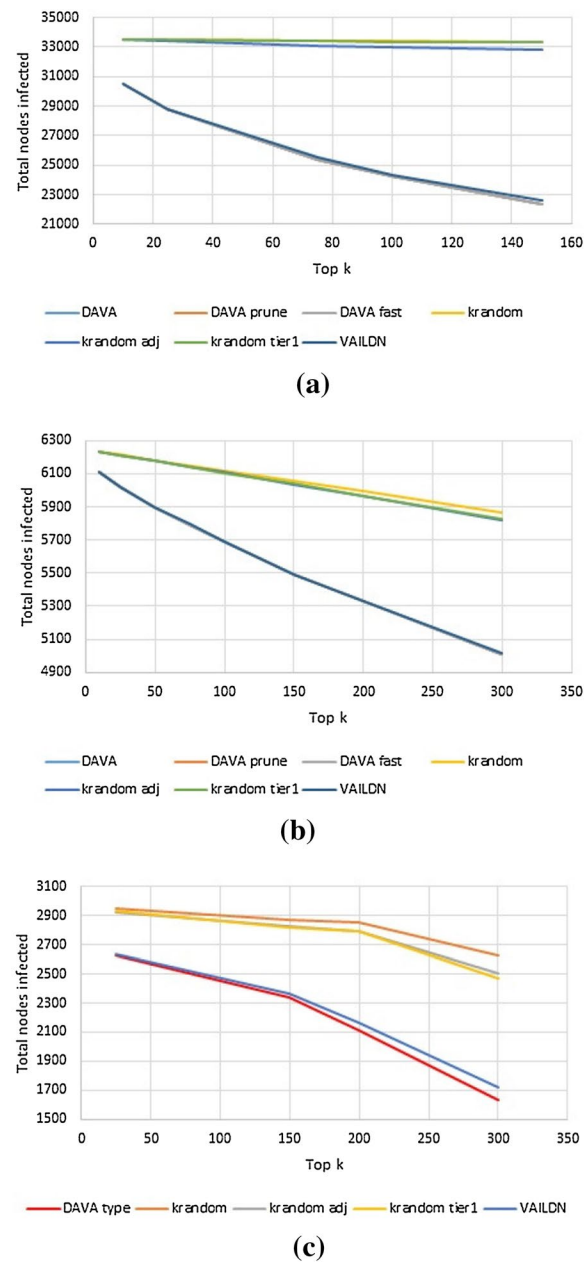 35000
33000
31000
29000
27000
25000
23000
21000
Total nodes infected
0 20 40 60 80 100 120 140 160
Top k
DAVA DAVA prune DAVA fast krandom
krandom adj krandom tier1 VAILDN
(a)
6300
6100
5900
5700
5500
5300
5100
4900
Total nodes infected
0 50 100 150 200 250 300 350
Top k
DAVA DAVA prune DAVA fast krandom
krandom adj krandom tier1 VAILDN
(b)
3100
2900
2700
2500
2300
2100
1900
1700
1500
Total nodes infected
0 50 100 150 200 250 300 350
Top k
DAVA type krandom krandom adj krandom tier1 VAILDN
(c)